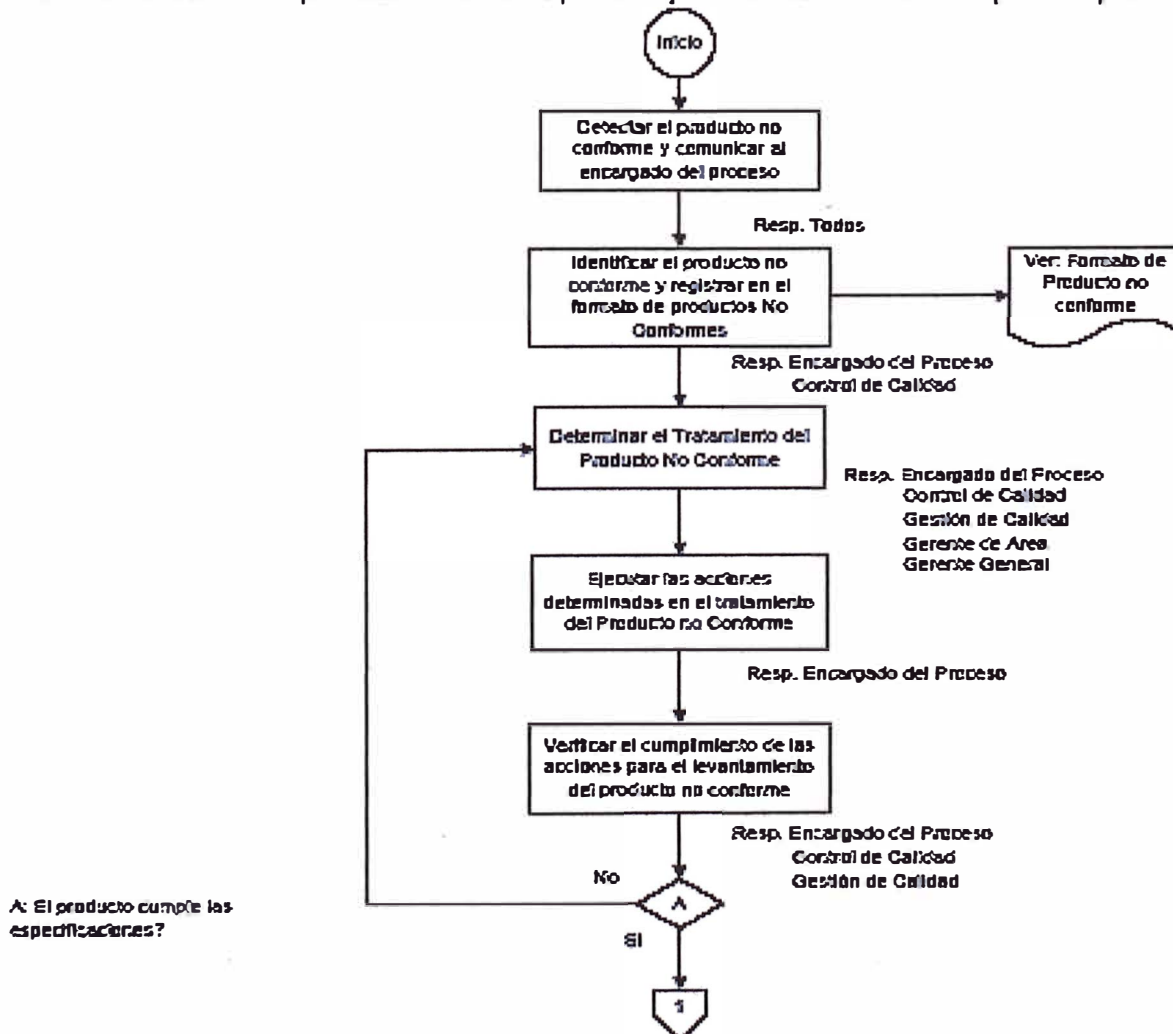 Inicio
Detectar el producto no
conforme y comunicar al
encargado del proceso
Resp. Todos
Identificar el producto no
conforme y registrar en el
formato de productos No
Conformes
Ver: Formato de
Producto no
conforme
Resp. Encargado del Proceso
Control de Calidad
Determinar el Tratamiento del
Producto No Conforme
Resp. Encargado del Proceso
Control de Calidad
Gestión de Calidad
Gerente de Area
Gerente General
Ejecutar las acciones
determinadas en el tratamiento
del Producto no Conforme
Resp. Encargado del Proceso
Verificar el cumplimiento de las
acciones para el levantamiento
del producto no conforme
Resp. Encargado del Proceso
Control de Calidad
Gestión de Calidad
No
A
A: El producto cumple las
especificaciones?
SI
1